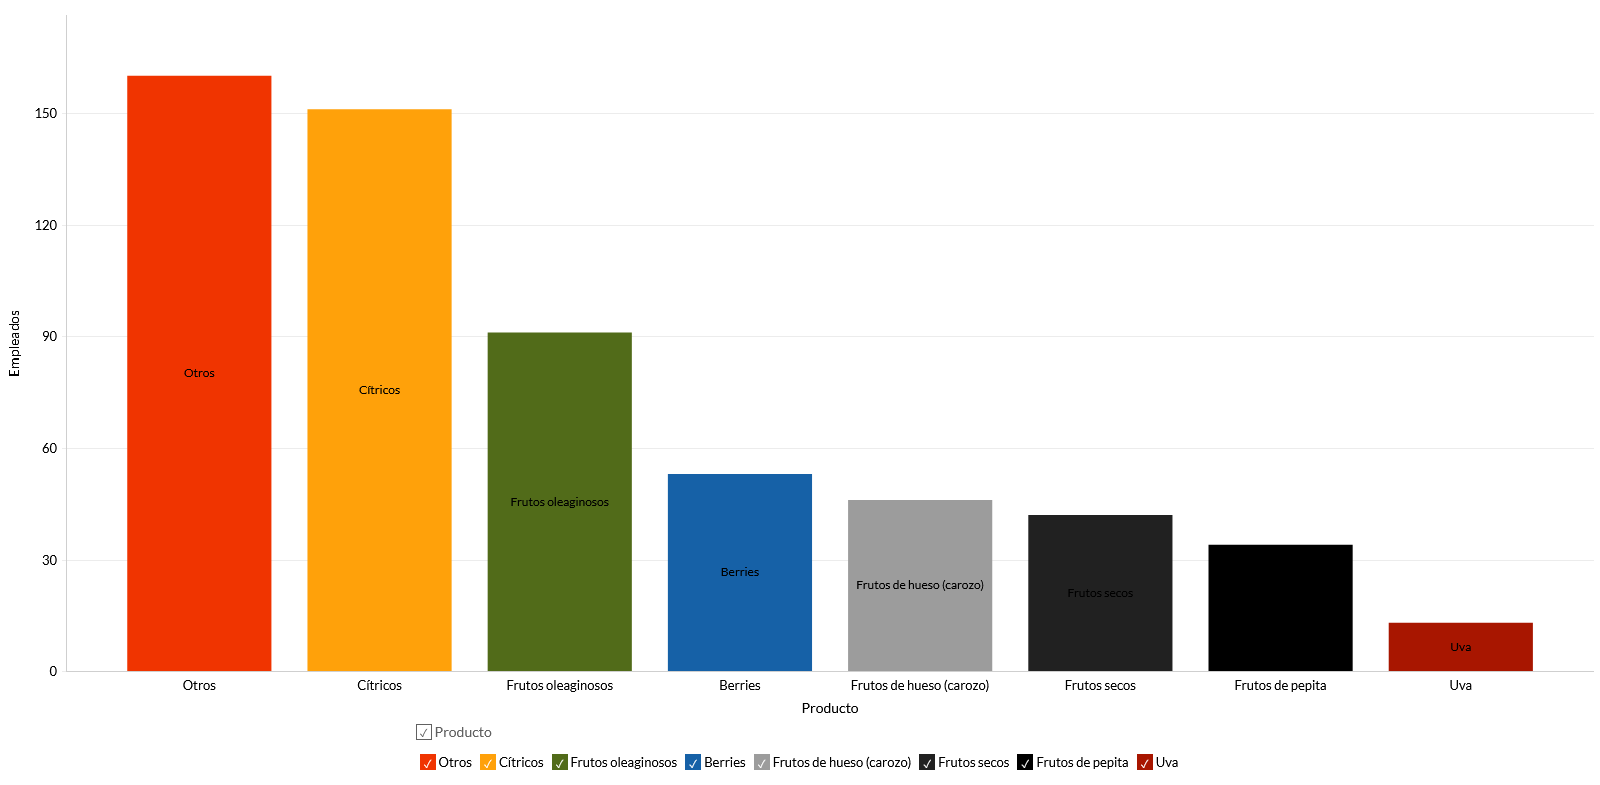 150
120
90
60
30
0
Empleados
Otros
Cítricos
Frutos oleaginosos
Berries
Frutos de hueso (carozo)
Frutos secos
Uva
Otros Cítricos Frutos oleaginosos Berries Frutos de hueso (carozo) Frutos secos Frutos de pepita Uva
Producto
Producto
Otros Cítricos Frutos oleaginosos Berries Frutos de hueso (carozo) Frutos secos Frutos de pepita Uva